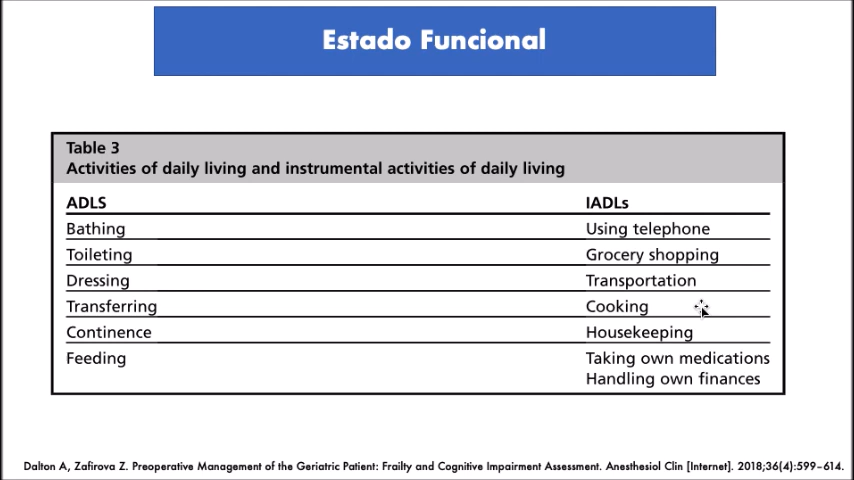 Estado Funcional
Table 3
Activities of daily living and instrumental activities of daily living
ADLS IADLs
Bathing Using telephone
Toileting Grocery shopping
Dressing Transportation
Transferring Cooking
Continence Housekeeping
Feeding Taking own medications
Handling own finances
Dalton A, Zafirova Z. Preoperative Management of the Geriatric Patient: Frailty and Cognitive Impairment Assessment. Anesthesiol Clin [Internet]. 2018;36(4):599–614.